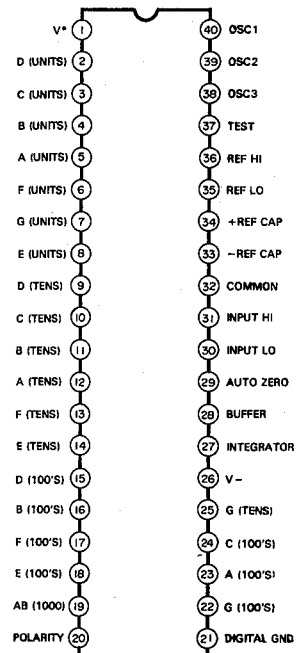 V+ 1 40 OSC1
D (UNITS) 2 39 OSC2
C (UNITS) 3 38 OSC3
B (UNITS) 4 37 TEST
A (UNITS) 5 36 REF HI
F (UNITS) 6 35 REF LO
G (UNITS) 7 34 +REF CAP
E (UNITS) 8 33 −REF CAP
D (TENS) 9 32 COMMON
C (TENS) 10 31 INPUT HI
B (TENS) 11 30 INPUT LO
A (TENS) 12 29 AUTO ZERO
F (TENS) 13 28 BUFFER
E (TENS) 14 27 INTEGRATOR
D (100'S) 15 26 V−
B (100'S) 16 25 G (TENS)
F (100'S) 17 24 C (100'S)
E (100'S) 18 23 A (100'S)
AB (1000) 19 22 G (100'S)
POLARITY 20 21 DIGITAL GND